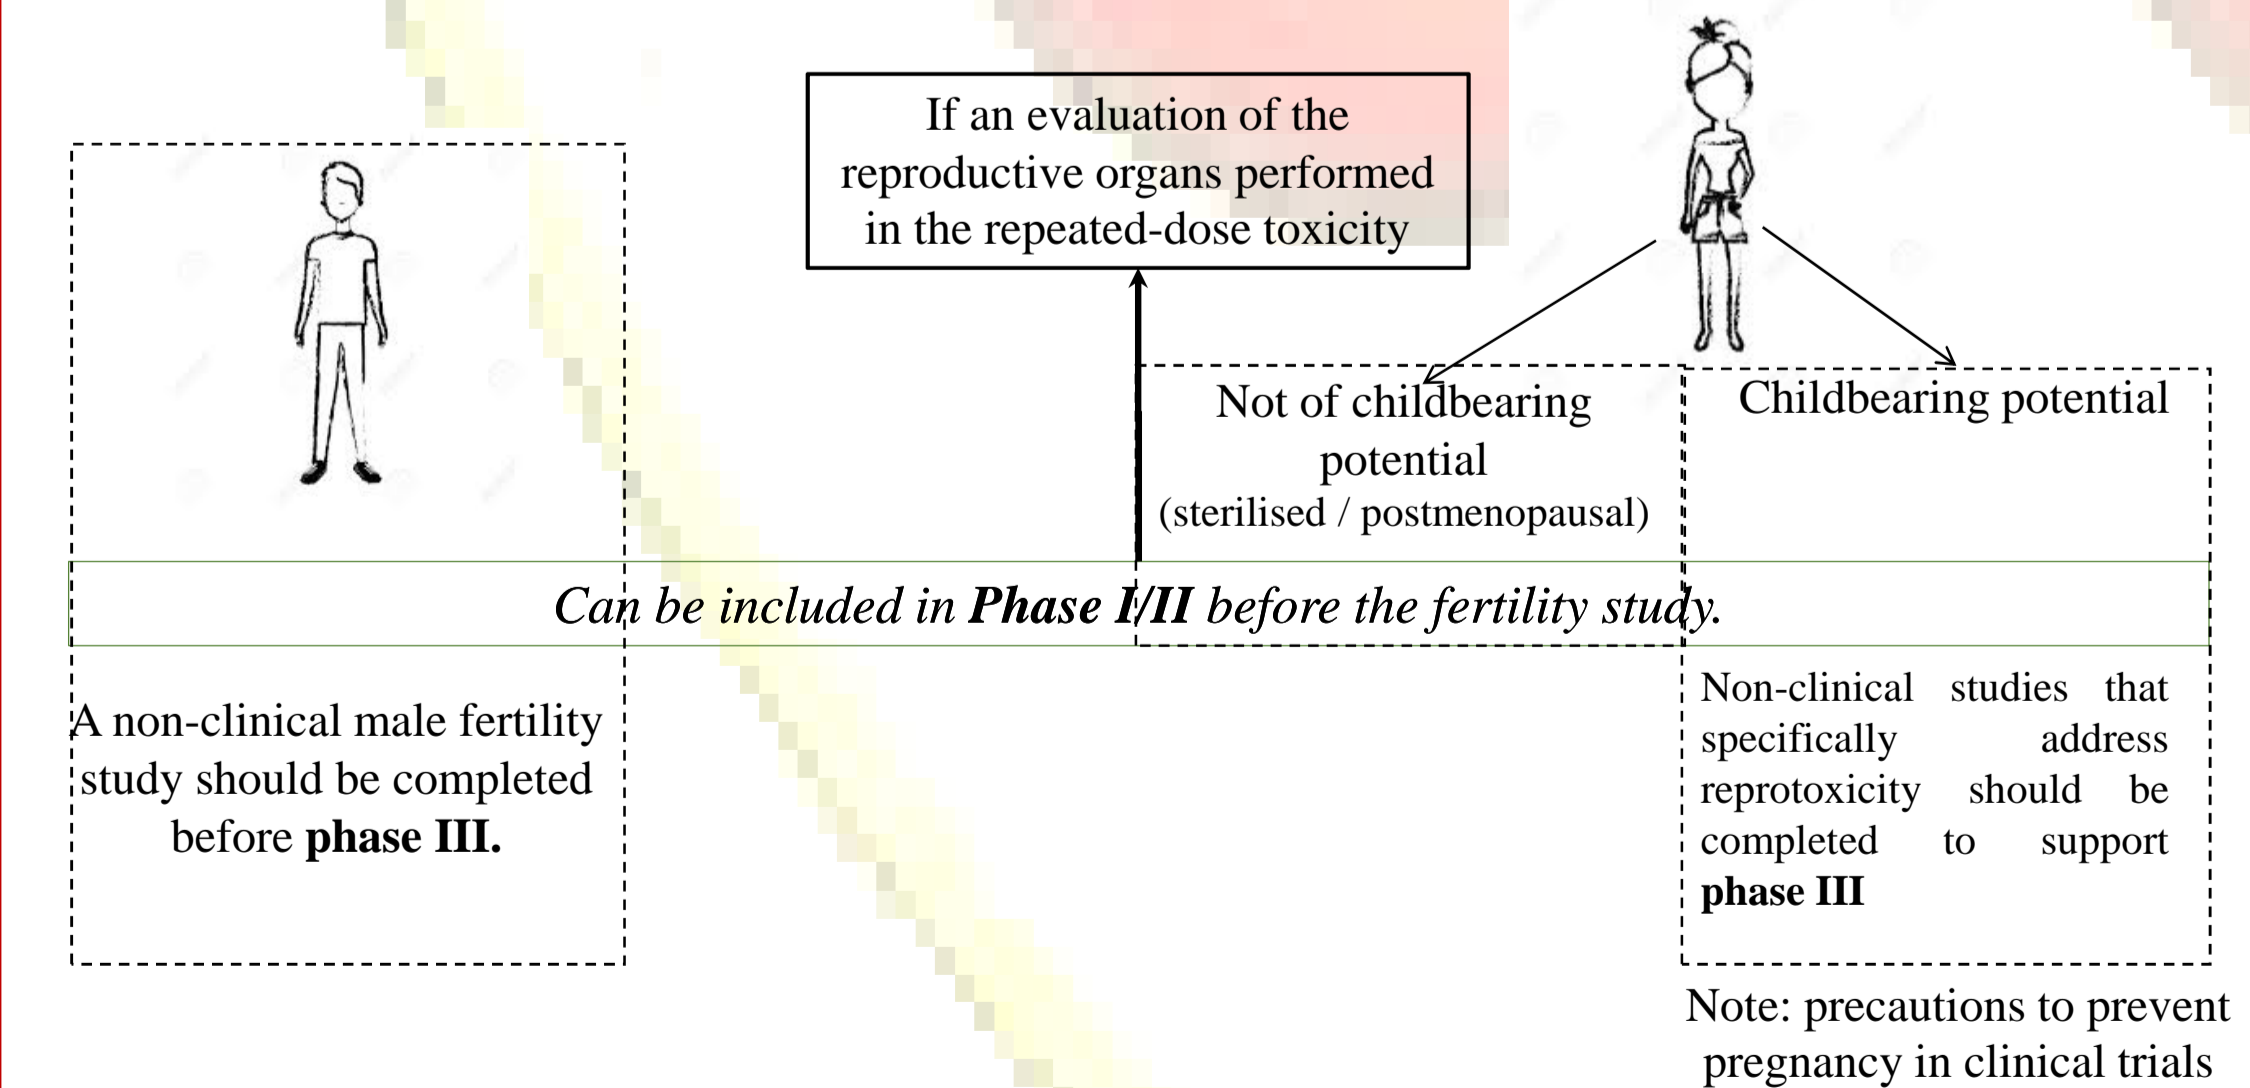 If an evaluation of the
reproductive organs performed
in the repeated-dose toxicity
Not of childbearing
potential
(sterilised / postmenopausal)
Childbearing potential
Can be included in Phase I/II before the fertility study.
A non-clinical male fertility
study should be completed
before phase III.
Non-clinical studies that
specifically address
reprotoxicity should be
completed to support
phase III
Note: precautions to prevent
pregnancy in clinical trials